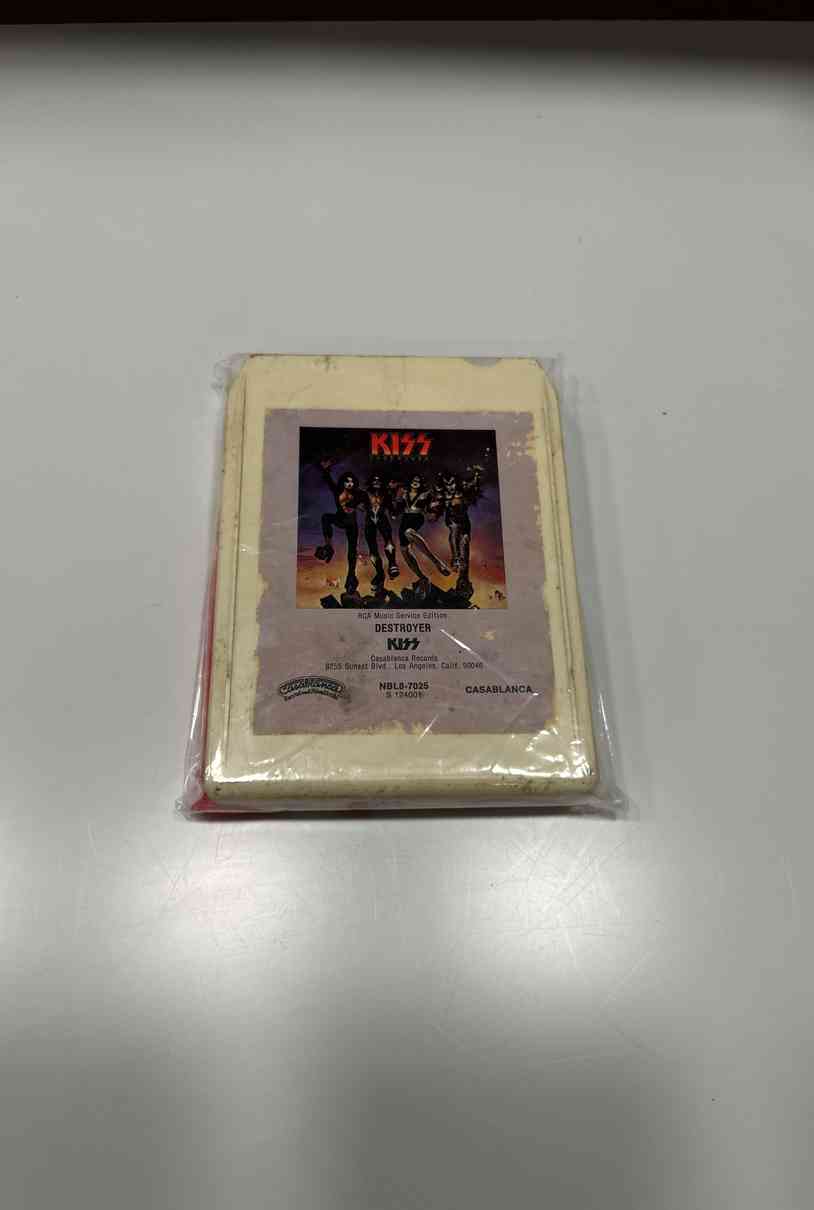 KISS
RCA Music Service Edition
DESTROYER
KISS
Casablanca Records
8255 Sunset Blvd., Los Angeles, Calif. 90046
Casablanca
NBL8-7025
CASABLANCA